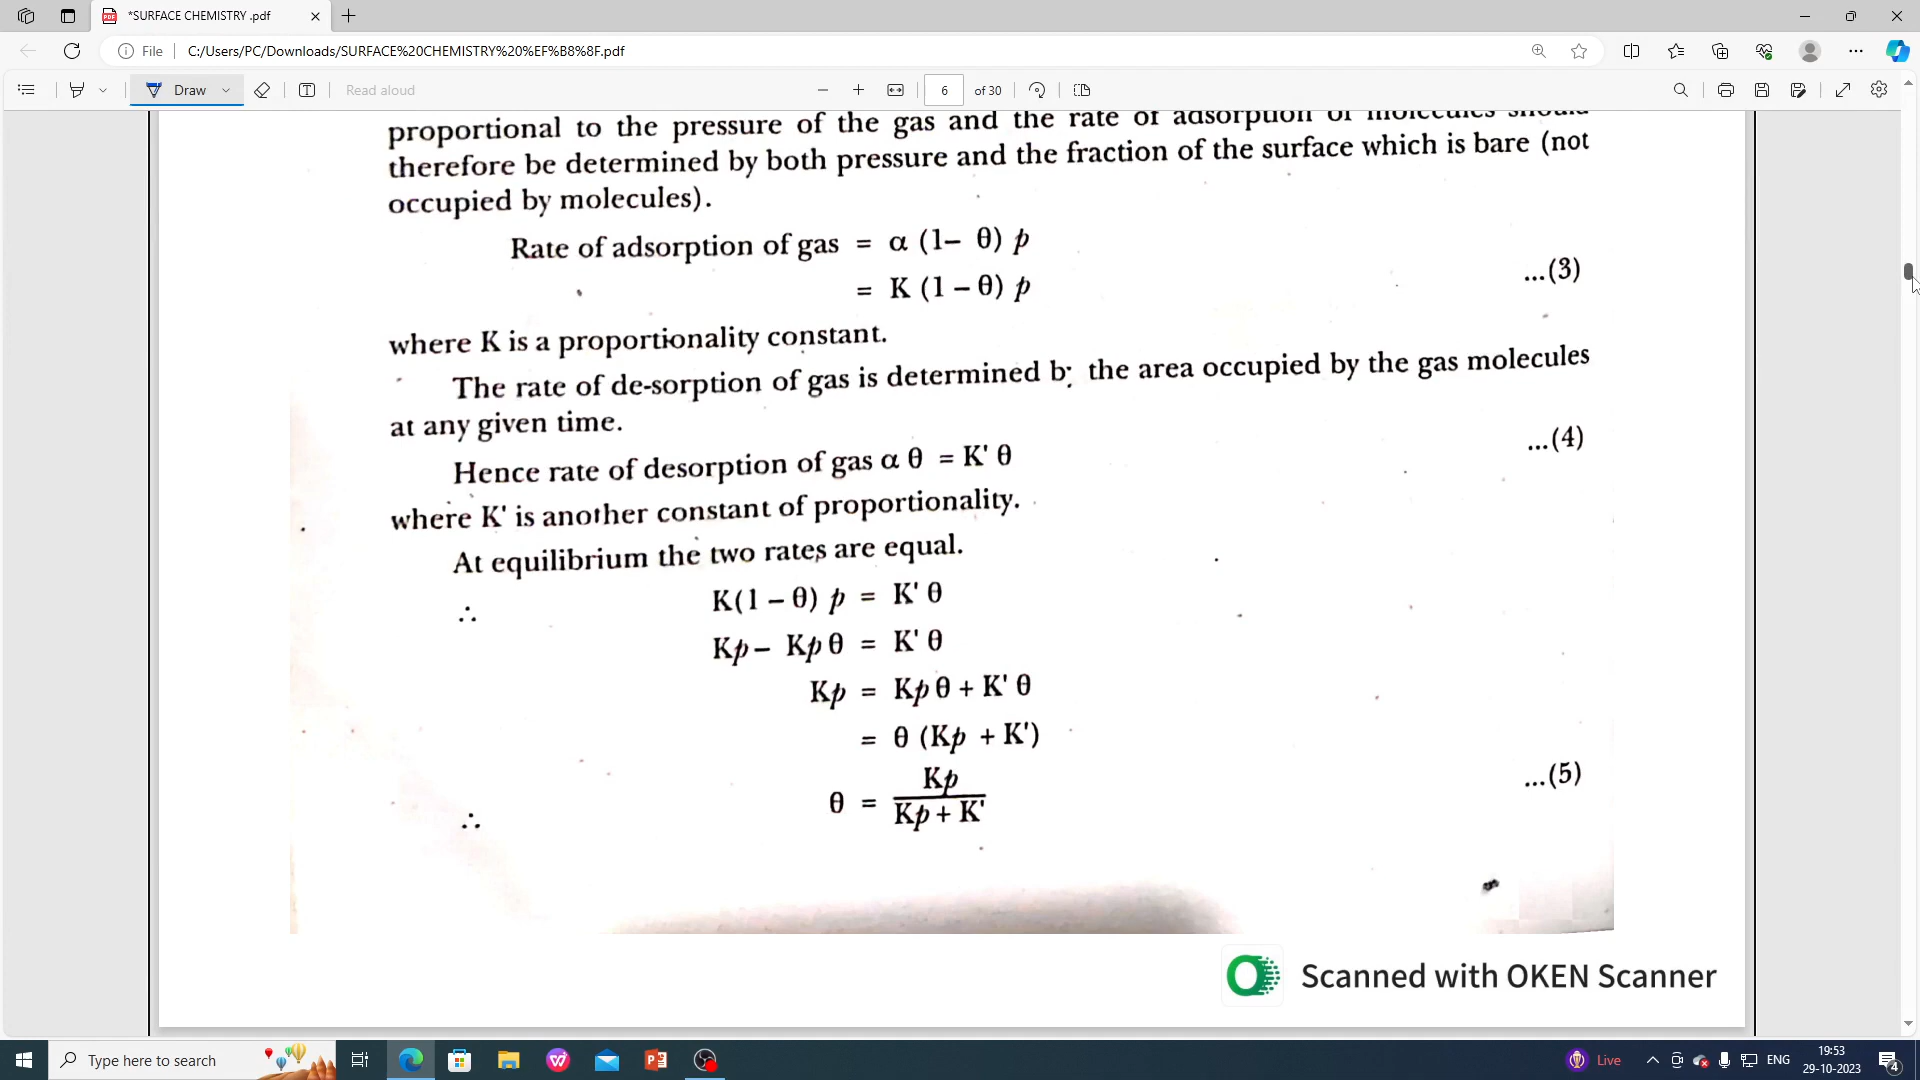 *SURFACE CHEMISTRY .pdf
File C:/Users/PC/Downloads/SURFACE%20CHEMISTRY%20%EF%B8%8F.pdf
Draw Read aloud 6 of 30
proportional to the pressure of the gas and the rate of adsorption of molecules should
therefore be determined by both pressure and the fraction of the surface which is bare (not
occupied by molecules).
Rate of adsorption of gas = α (1– θ) p
= K (1 – θ) p ...(3)
where K is a proportionality constant.
The rate of de-sorption of gas is determined b: the area occupied by the gas molecules
at any given time.
Hence rate of desorption of gas α θ = K' θ ...(4)
where K' is another constant of proportionality.
At equilibrium the two rates are equal.
∴ K(1 – θ) p = K' θ
Kp – Kp θ = K' θ
Kp = Kp θ + K' θ
= θ (Kp + K')
∴ θ = Kp / Kp + K' ...(5)
Scanned with OKEN Scanner
Type here to search Live ENG 19:53
29-10-2023 4